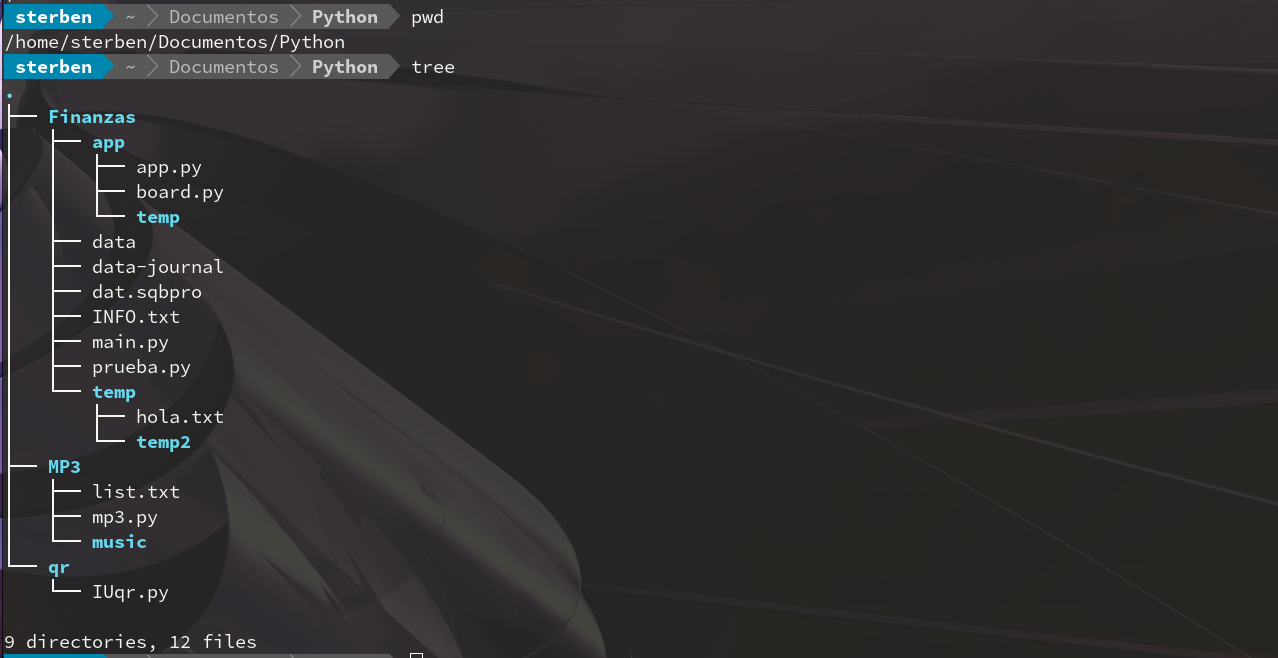 sterben ~ Documentos Python pwd
/home/sterben/Documentos/Python
sterben ~ Documentos Python tree
.
├── Finanzas
│   ├── app
│   │   ├── app.py
│   │   ├── board.py
│   │   └── temp
│   ├── data
│   ├── data-journal
│   ├── dat.sqbpro
│   ├── INFO.txt
│   ├── main.py
│   ├── prueba.py
│   └── temp
│       ├── hola.txt
│       └── temp2
├── MP3
│   ├── list.txt
│   ├── mp3.py
│   └── music
└── qr
    └── IUqr.py
9 directories, 12 files